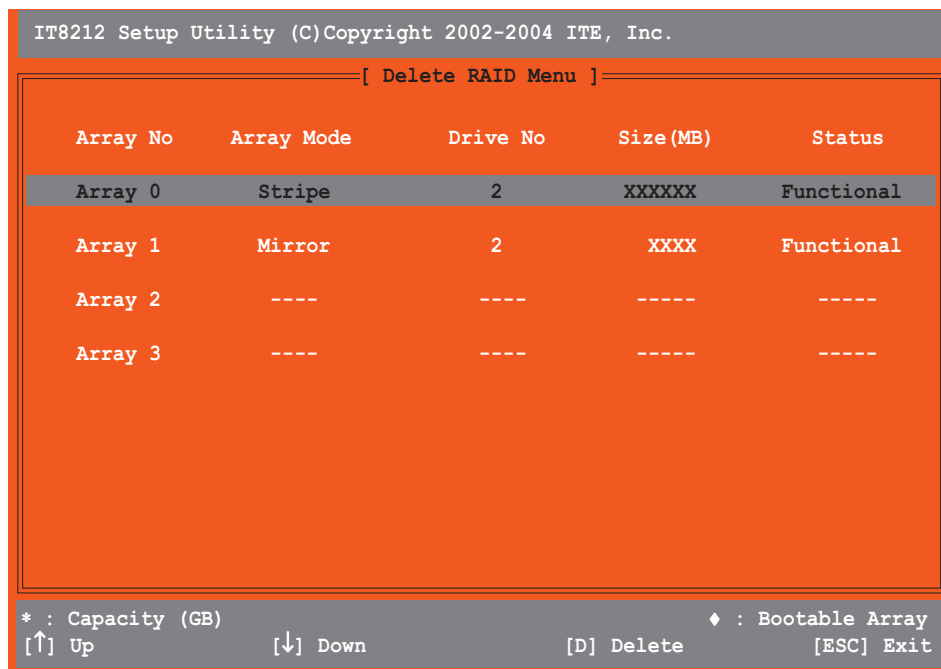 IT8212 Setup Utility (C)Copyright 2002-2004 ITE, Inc.
[ Delete RAID Menu ]
Array No Array Mode Drive No Size(MB) Status
Array 0 Stripe 2 XXXXXX Functional
Array 1 Mirror 2 XXXX Functional
Array 2 ---- ---- ----- -----
Array 3 ---- ---- ----- -----
* : Capacity (GB) ♦ : Bootable Array
[↑] Up [↓] Down [D] Delete [ESC] Exit